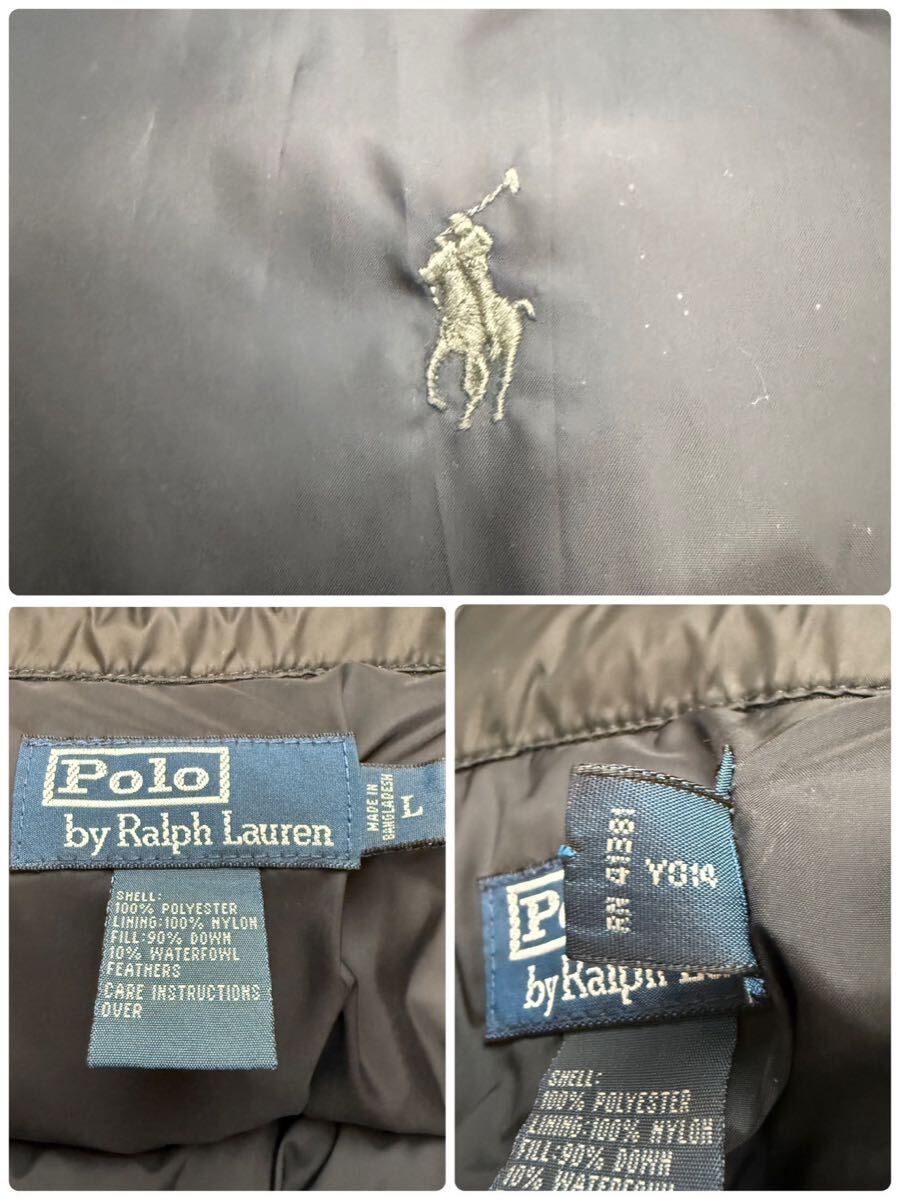 Polo
by Ralph Lauren
MADE IN
BANGLADESH
L
SHELL:
100% POLYESTER
LINING:100% NYLON
FILL:90% DOWN
10% WATERFOWL
FEATHERS
CARE INSTRUCTIONS
OVER
RN 41381
Y014
by Ralph
SHELL:
100% POLYESTER
LINING:100% NYLON
FILL:90% DOWN
10% WATERFOWL